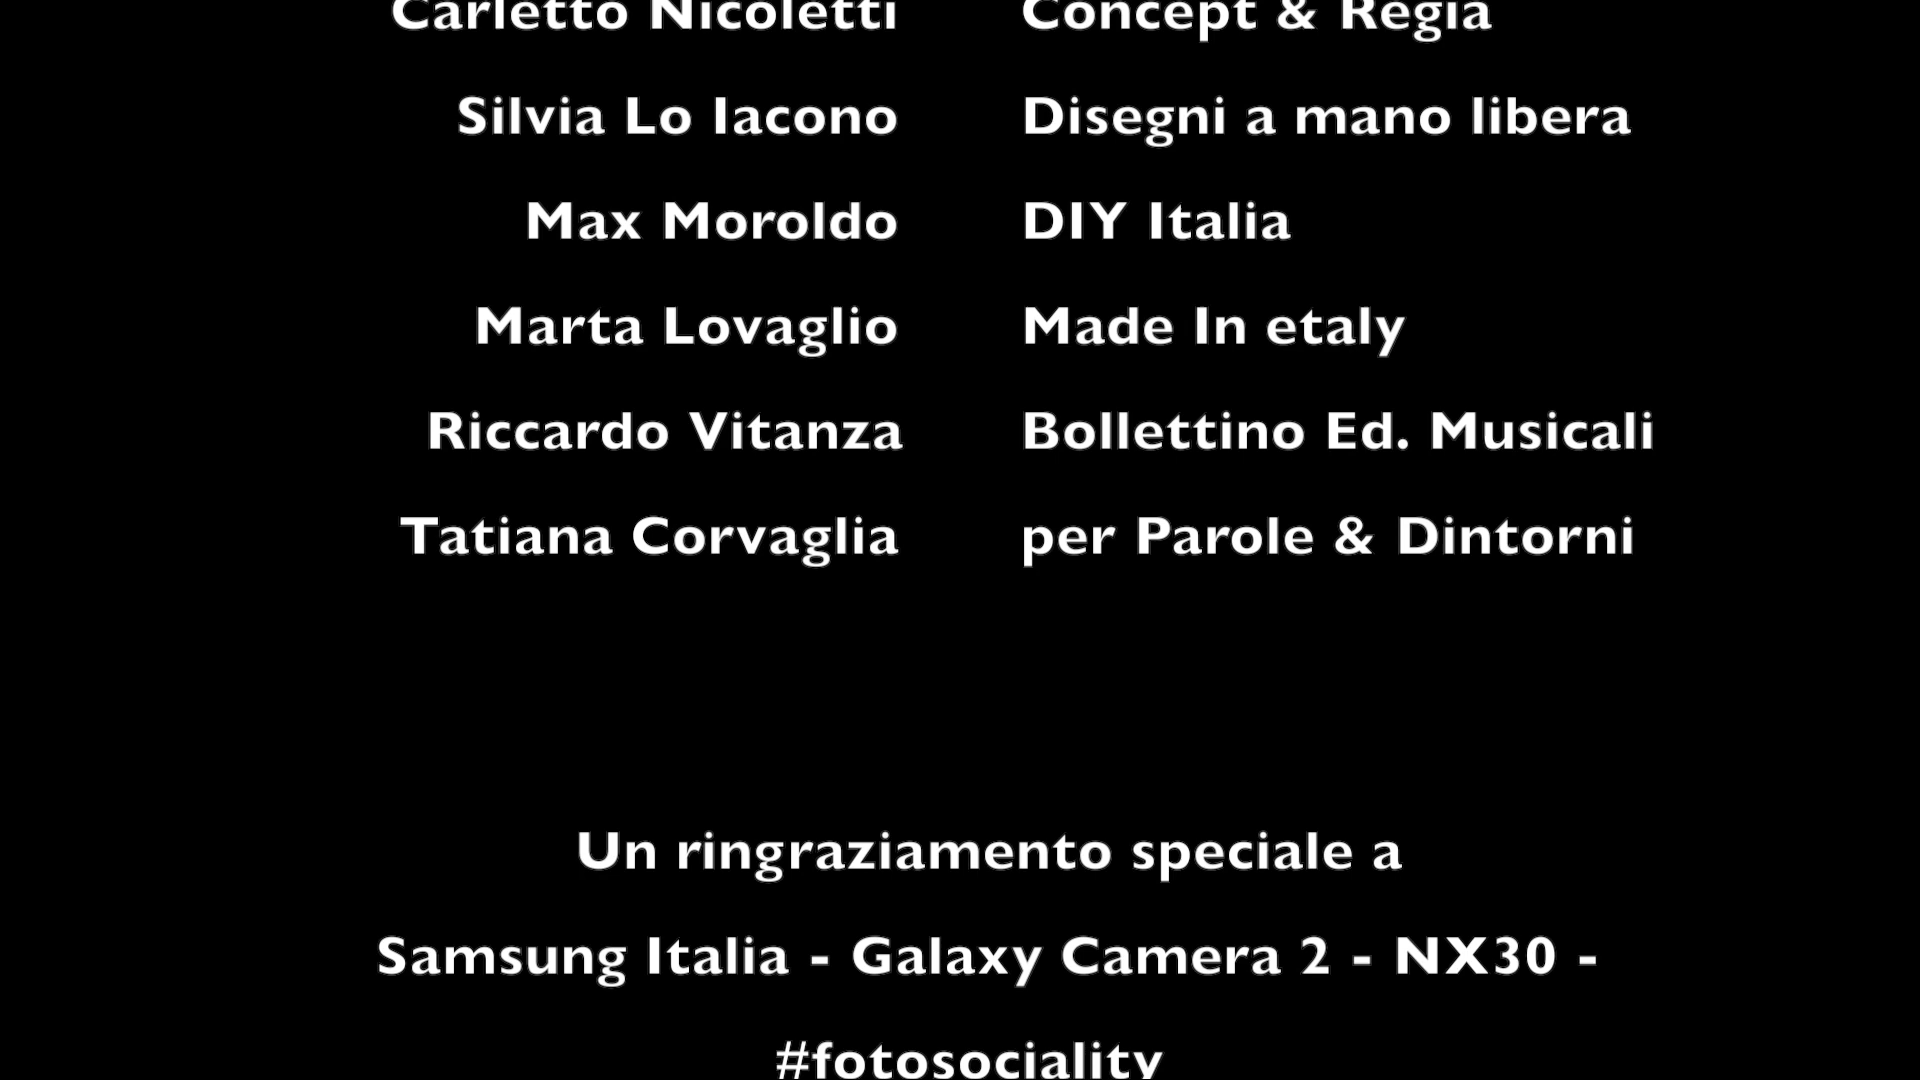 Carletto Nicoletti Concept & Regia
Silvia Lo Iacono Disegni a mano libera
Max Moroldo DIY Italia
Marta Lovaglio Made In etaly
Riccardo Vitanza Bollettino Ed. Musicali
Tatiana Corvaglia per Parole & Dintorni
Un ringraziamento speciale a
Samsung Italia - Galaxy Camera 2 - NX30 -
#fotosociality